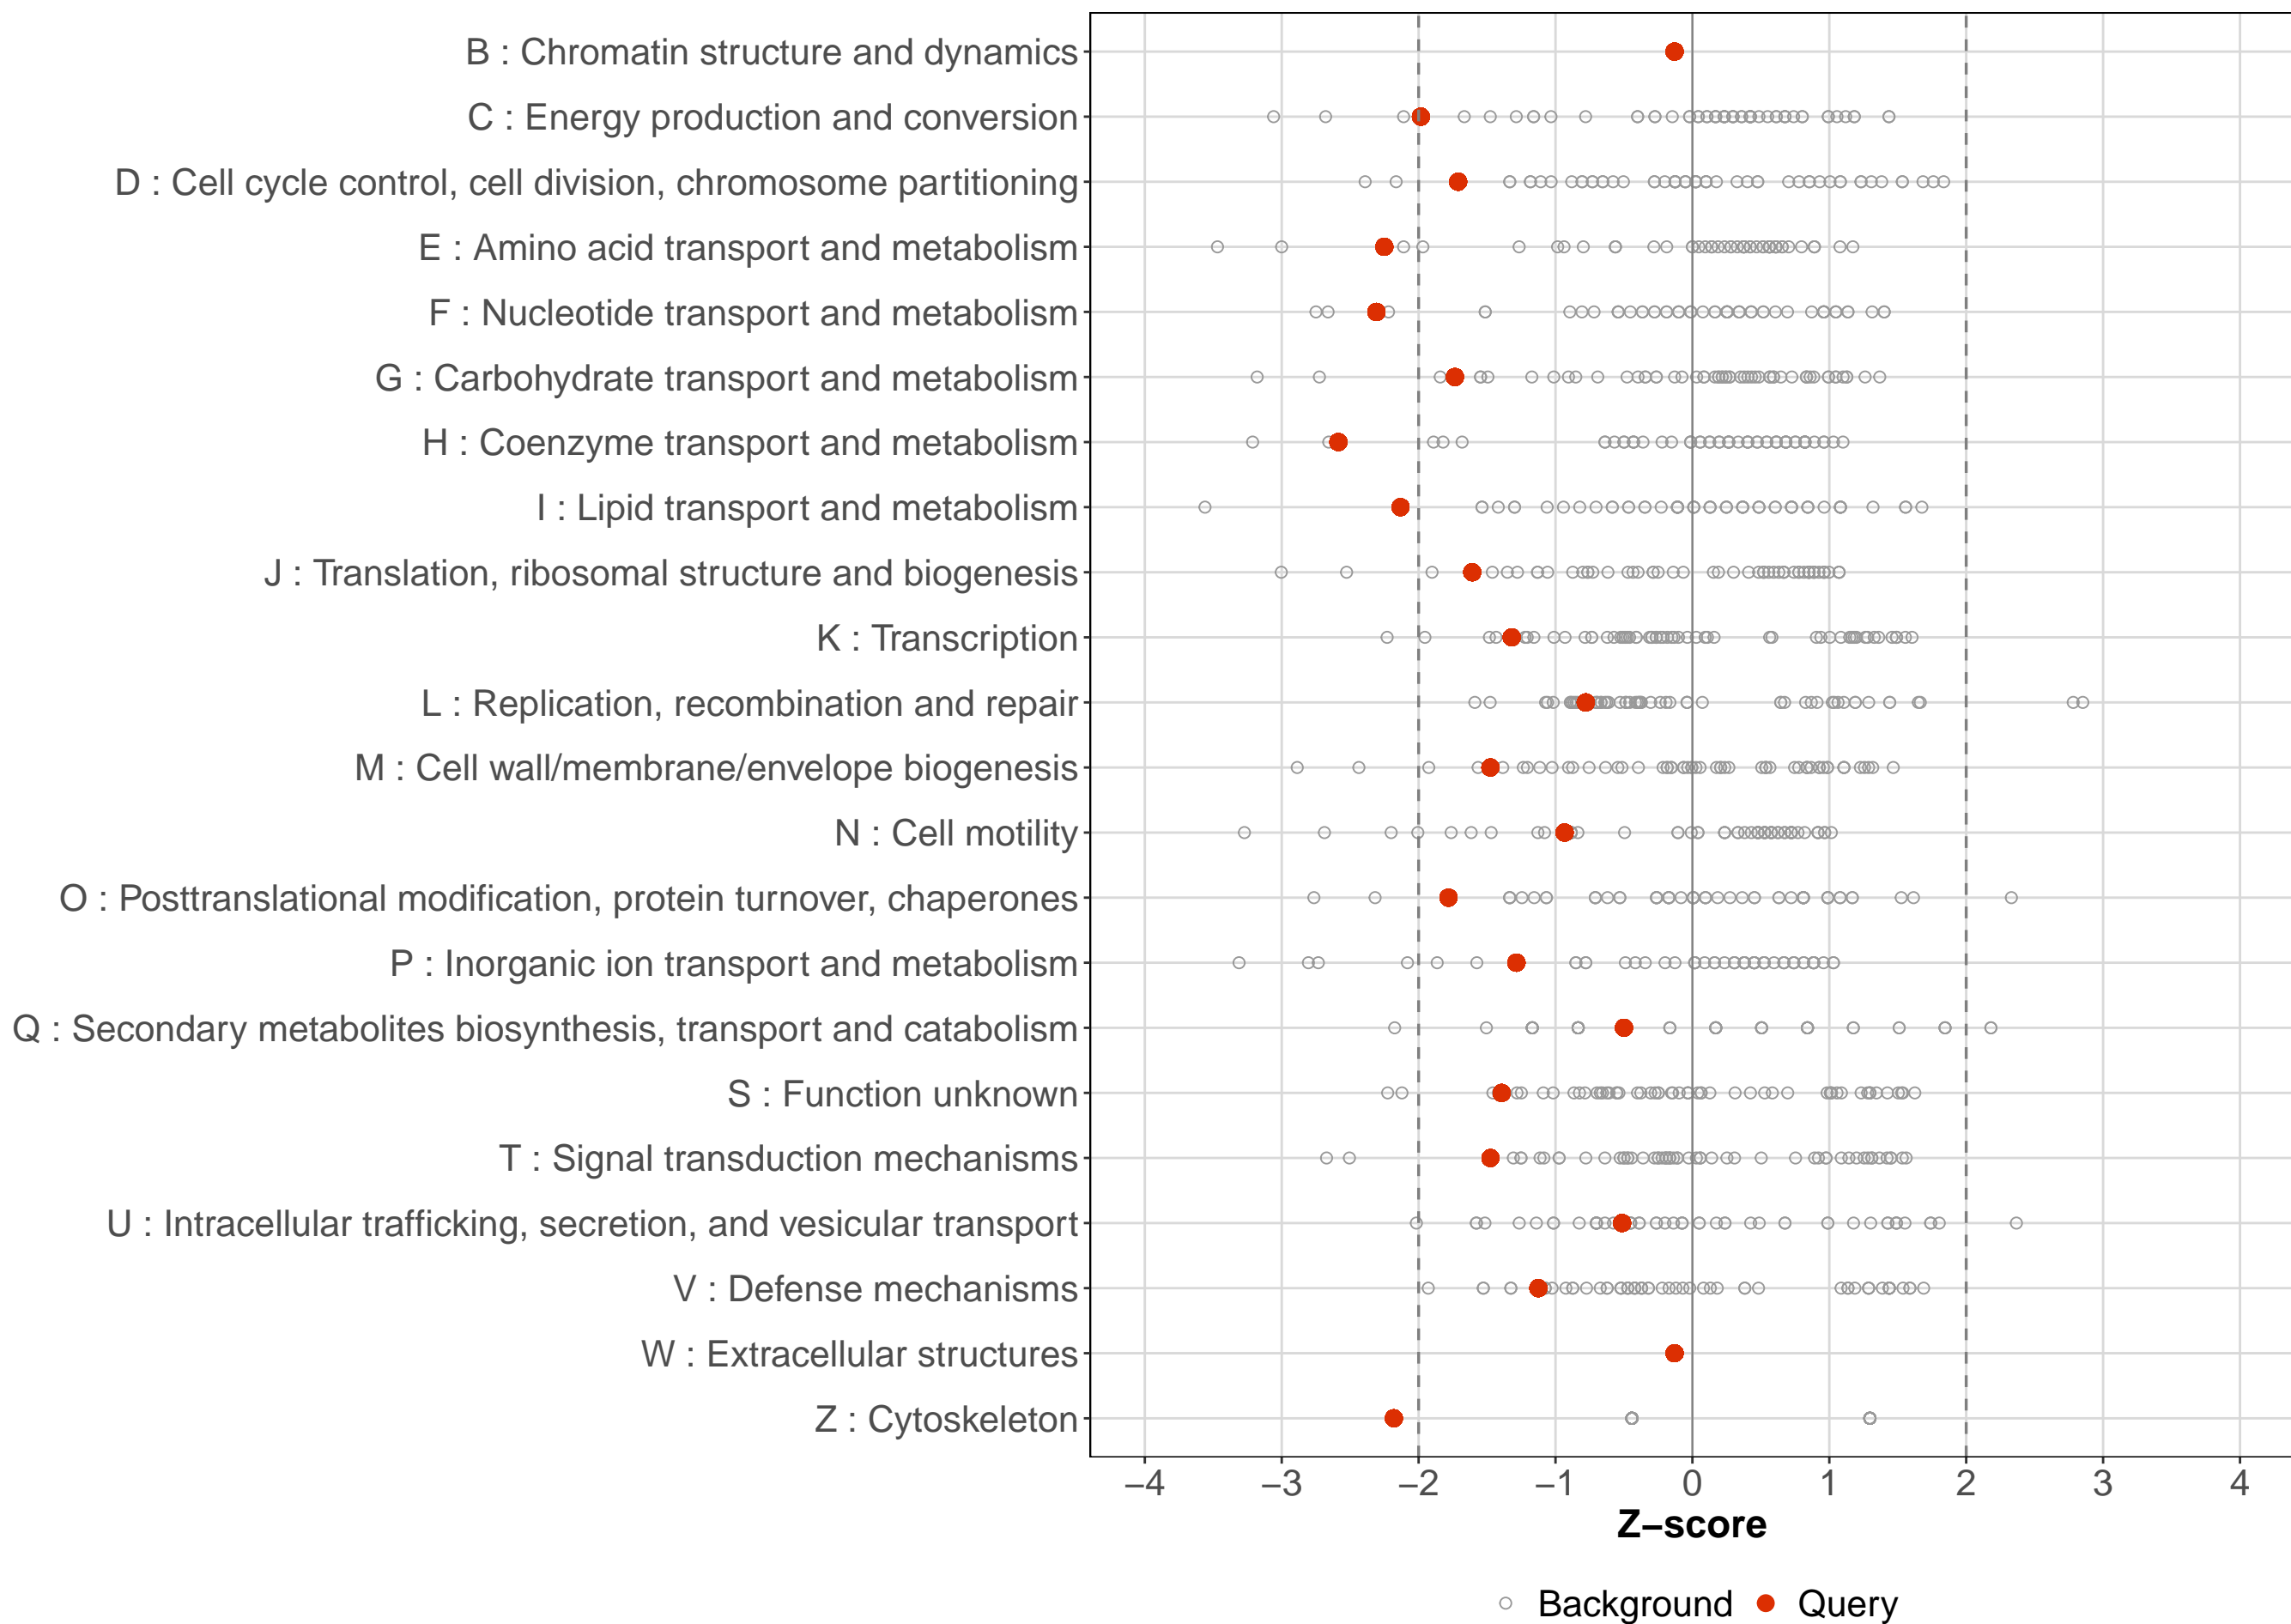 B : Chromatin structure and dynamics
C : Energy production and conversion
D : Cell cycle control, cell division, chromosome partitioning
E : Amino acid transport and metabolism
F : Nucleotide transport and metabolism
G : Carbohydrate transport and metabolism
H : Coenzyme transport and metabolism
I : Lipid transport and metabolism
J : Translation, ribosomal structure and biogenesis
K : Transcription
L : Replication, recombination and repair
M : Cell wall/membrane/envelope biogenesis
N : Cell motility
O : Posttranslational modification, protein turnover, chaperones
P : Inorganic ion transport and metabolism
Q : Secondary metabolites biosynthesis, transport and catabolism
S : Function unknown
T : Signal transduction mechanisms
U : Intracellular trafficking, secretion, and vesicular transport
V : Defense mechanisms
W : Extracellular structures
Z : Cytoskeleton
−4 −3 −2 −1 0 1 2 3 4
Z−score
Background Query